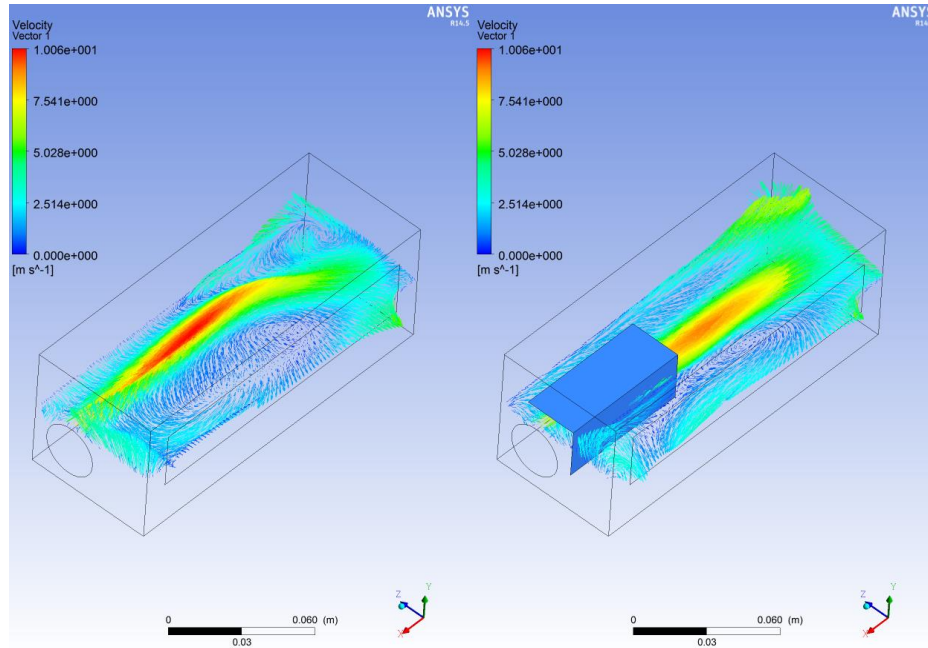 ANSYS
R14.5
Velocity
Vector 1
1.006e+001
7.541e+000
5.028e+000
2.514e+000
0.000e+000
[m s^-1]
Z
Y
X
0
0.060 (m)
0.03
ANSYS
R14.5
Velocity
Vector 1
1.006e+001
7.541e+000
5.028e+000
2.514e+000
0.000e+000
[m s^-1]
Z
Y
X
0
0.060 (m)
0.03